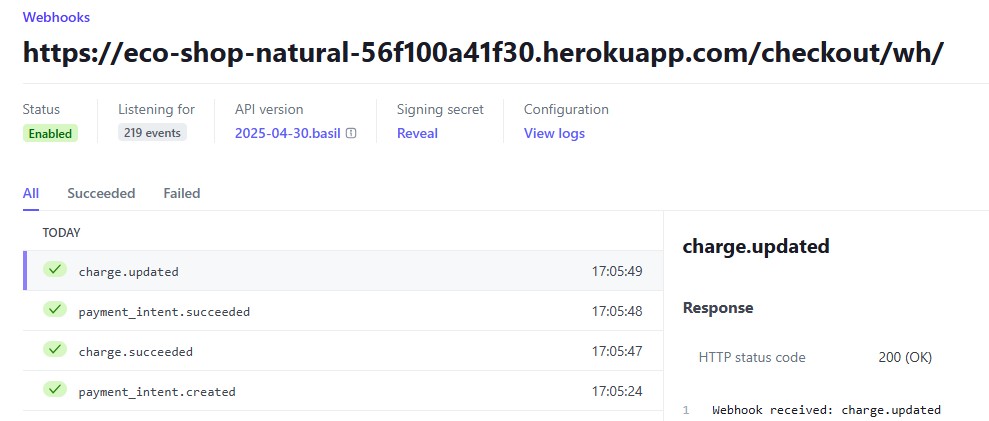 Webhooks
https://eco-shop-natural-56f100a41f30.herokuapp.com/checkout/wh/
Status Listening for API version Signing secret Configuration
Enabled 219 events 2025-04-30.basil Reveal View logs
All Succeeded Failed
TODAY
charge.updated 17:05:49
payment_intent.succeeded 17:05:48
charge.succeeded 17:05:47
payment_intent.created 17:05:24
charge.updated
Response
HTTP status code 200 (OK)
1 Webhook received: charge.updated